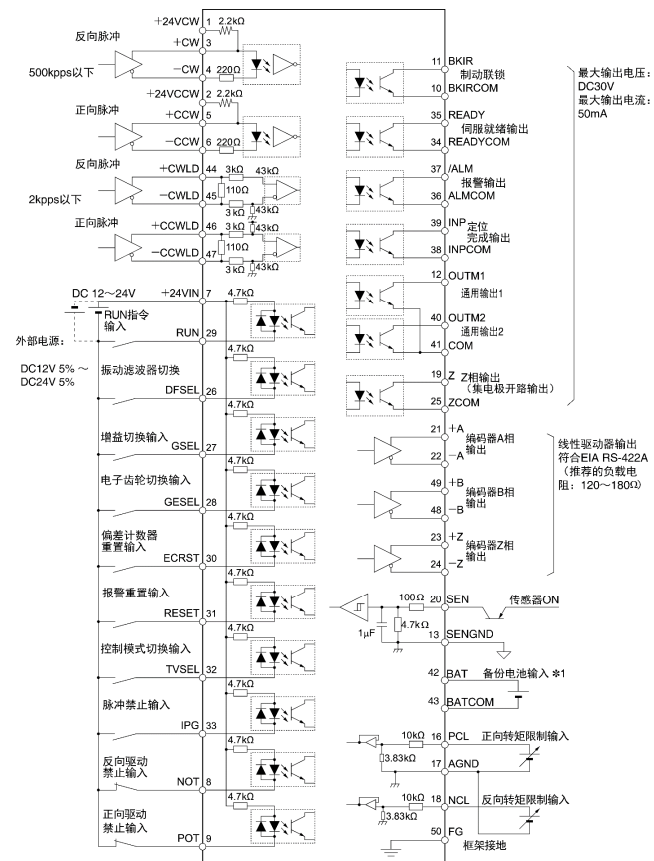 +24VCW 1 2.2kΩ
反向脉冲 +CW 3
500kpps以下 −CW 4 220Ω
+24VCCW 2 2.2kΩ
正向脉冲 +CCW 5
−CCW 6 220Ω
反向脉冲 +CWLD 44 3kΩ 43kΩ
110Ω
2kpps以下 −CWLD 45
3kΩ 43kΩ
正向脉冲 +CCWLD 46 3kΩ 43kΩ
110Ω
−CCWLD 47
3kΩ 43kΩ
DC 12～24V +24VIN 7 4.7kΩ
RUN指令
输入
RUN 29
外部电源：
DC12V 5% ～
DC24V 5%
4.7kΩ
振动滤波器切换
DFSEL 26
4.7kΩ
增益切换输入
GSEL 27
4.7kΩ
电子齿轮切换输入
GESEL 28
4.7kΩ
偏差计数器
重置输入
ECRST 30
4.7kΩ
报警重置输入
RESET 31
4.7kΩ
控制模式切换输入
TVSEL 32
4.7kΩ
脉冲禁止输入
IPG 33
4.7kΩ
反向驱动
禁止输入
NOT 8
4.7kΩ
正向驱动
禁止输入
POT 9
11 BKIR
制动联锁
10 BKIRCOM
35 READY
伺服就绪输出
34 READYCOM
37 /ALM
报警输出
36 ALMCOM
39 INP 定位
完成输出
38 INPCOM
12 OUTM1
通用输出1
40 OUTM2
通用输出2
41 COM
19 Z Z相输出
（集电极开路输出）
25 ZCOM
最大输出电压：
DC30V
最大输出电流：
50mA
21 +A
编码器A相
输出
22 −A
49 +B
编码器B相
输出
48 −B
23 +Z
编码器Z相
输出
24 −Z
线性驱动器输出
符合EIA RS-422A
（推荐的负载电
阻：120～180Ω）
100Ω 20 SEN 传感器ON
1μF 4.7kΩ
13 SENGND
42 BAT 备份电池输入 *1
43 BATCOM
10kΩ 16 PCL 正向转矩限制输入
3.83kΩ
17 AGND
10kΩ 18 NCL 反向转矩限制输入
3.83kΩ
50 FG
框架接地